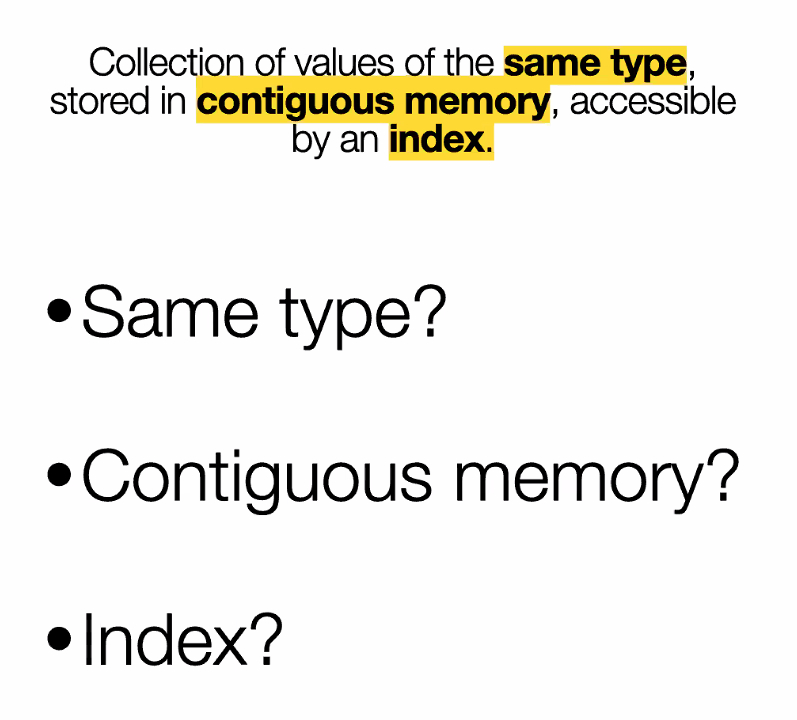 Collection of values of the same type,
stored in contiguous memory, accessible
by an index.
•Same type?
•Contiguous memory?
•Index?